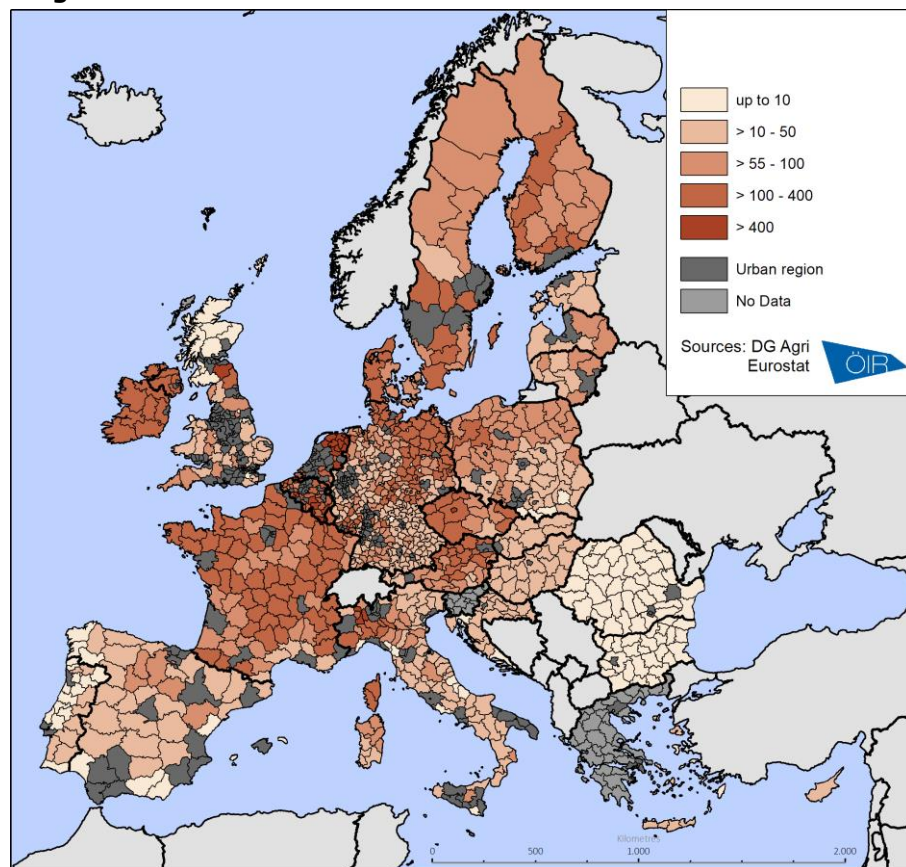 up to 10
> 10 - 50
> 55 - 100
> 100 - 400
> 400
Urban region
No Data
Sources: DG Agri
Eurostat
ÖIR
Kilometres
0 500 1.000 2.000